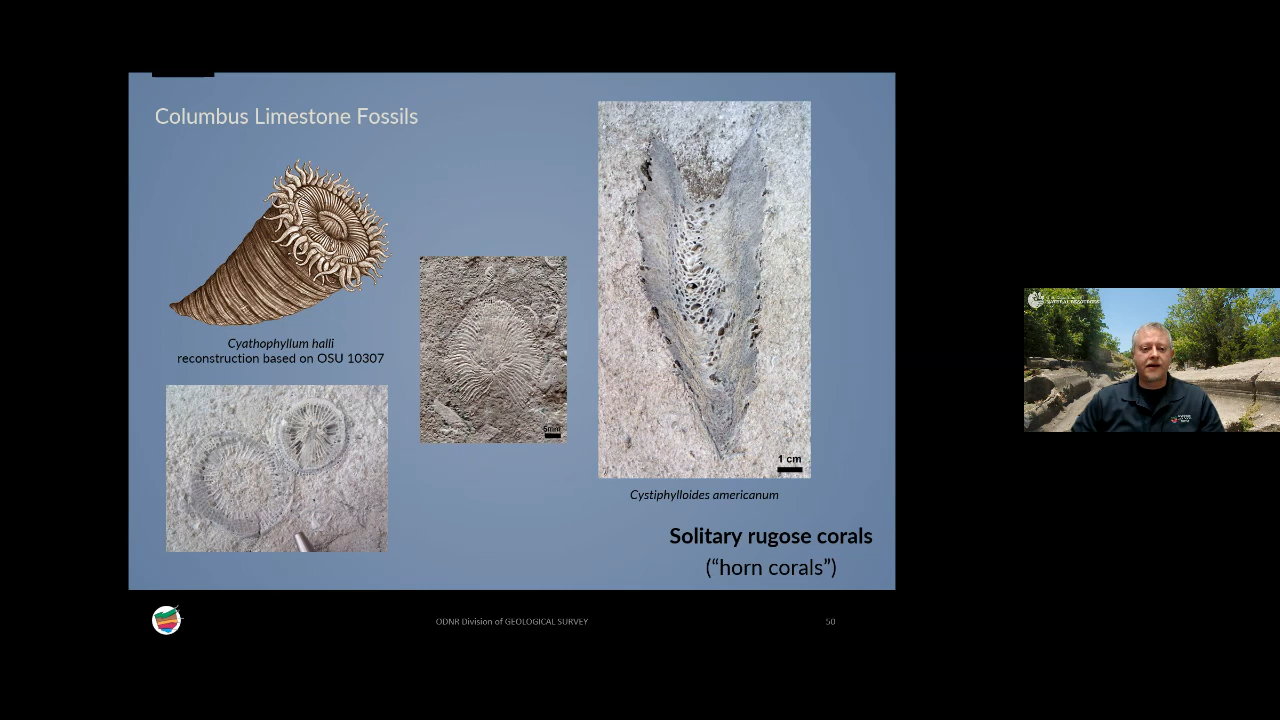 Columbus Limestone Fossils
Cyathophyllum halli
reconstruction based on OSU 10307
5mm
1 cm
Cystiphylloides americanum
Solitary rugose corals
(“horn corals”)
ODNR Division of GEOLOGICAL SURVEY
50